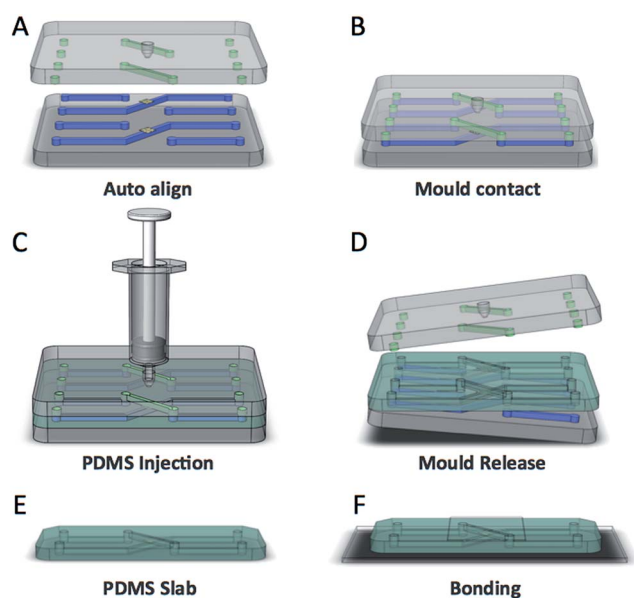 A
B
Auto align
Mould contact
C
D
PDMS Injection
Mould Release
E
F
PDMS Slab
Bonding